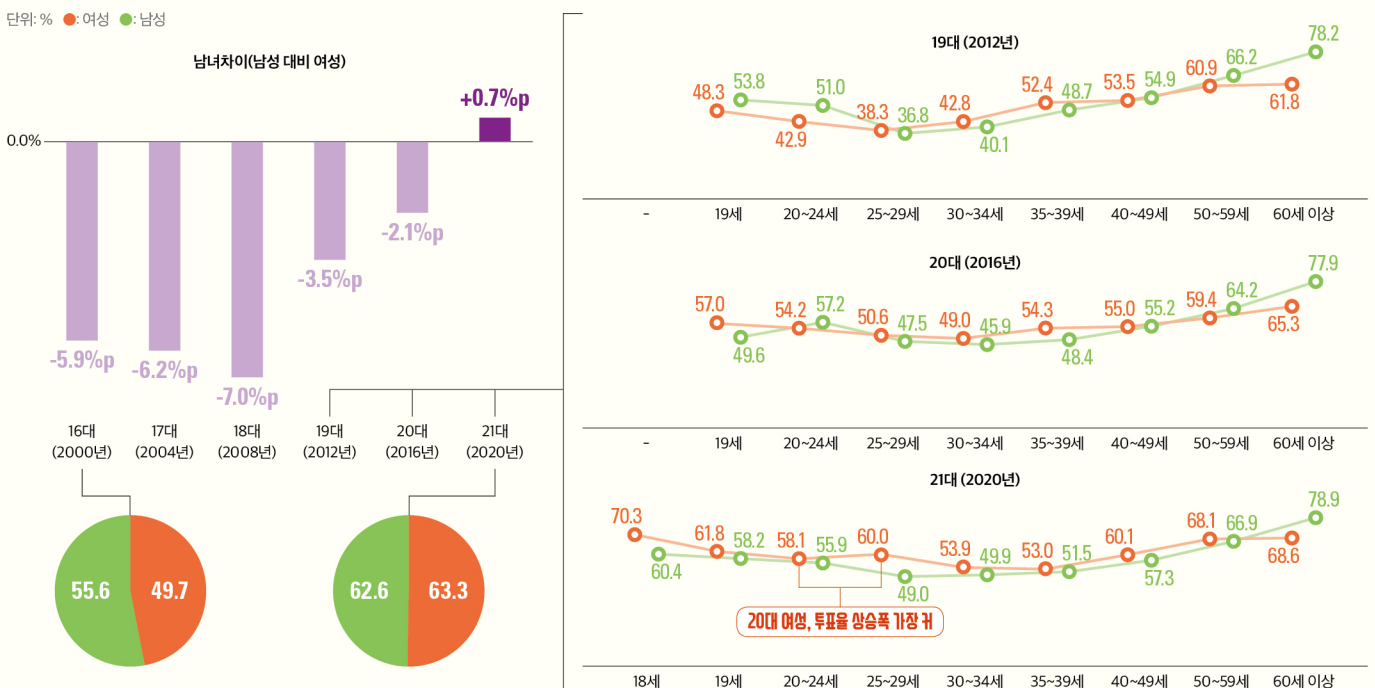 단위: % ●: 여성 ●: 남성
남녀차이(남성 대비 여성)
+0.7%p
0.0%
-2.1%p
-3.5%p
-5.9%p
-6.2%p
-7.0%p
16대 17대 18대 19대 20대 21대
(2000년) (2004년) (2008년) (2012년) (2016년) (2020년)
55.6 49.7 62.6 63.3
19대 (2012년)
78.2
53.8 51.0 66.2
48.3 38.3 36.8 42.8 52.4 48.7 53.5 54.9 60.9
42.9 40.1 61.8
- 19세 20~24세 25~29세 30~34세 35~39세 40~49세 50~59세 60세 이상
20대 (2016년)
77.9
57.0 54.2 57.2 50.6 47.5 49.0 45.9 54.3 55.0 55.2 59.4 64.2
49.6 48.4 65.3
- 19세 20~24세 25~29세 30~34세 35~39세 40~49세 50~59세 60세 이상
21대 (2020년)
78.9
70.3 61.8 58.2 58.1 55.9 60.0 53.9 49.9 53.0 51.5 60.1 68.1 66.9
60.4 49.0 57.3 68.6
20대 여성, 투표율 상승폭 가장 커
18세 19세 20~24세 25~29세 30~34세 35~39세 40~49세 50~59세 60세 이상